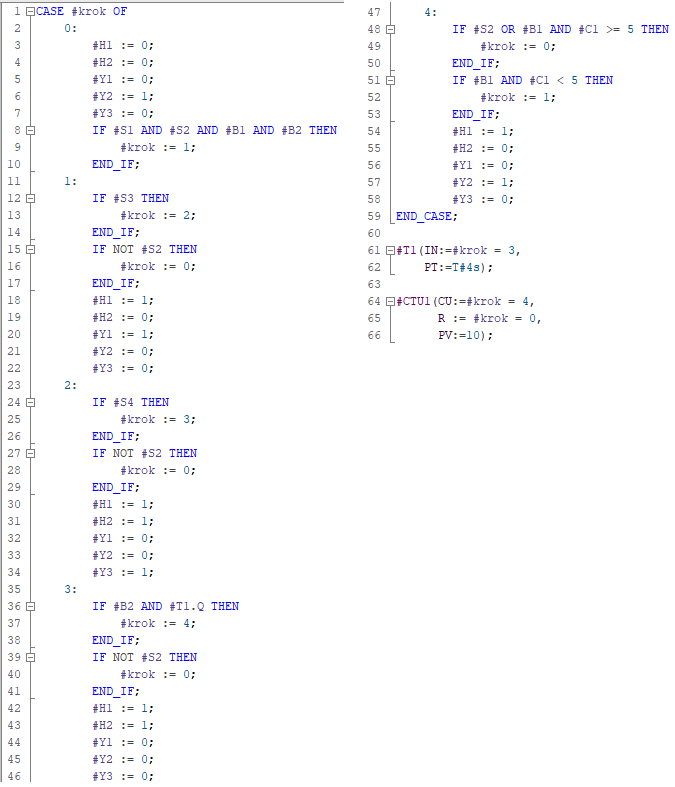 1 CASE #krok OF
2 0:
3 #H1 := 0;
4 #H2 := 0;
5 #Y1 := 0;
6 #Y2 := 1;
7 #Y3 := 0;
8 IF #S1 AND #S2 AND #B1 AND #B2 THEN
9 #krok := 1;
10 END_IF;
11 1:
12 IF #S3 THEN
13 #krok := 2;
14 END_IF;
15 IF NOT #S2 THEN
16 #krok := 0;
17 END_IF;
18 #H1 := 1;
19 #H2 := 0;
20 #Y1 := 1;
21 #Y2 := 0;
22 #Y3 := 0;
23 2:
24 IF #S4 THEN
25 #krok := 3;
26 END_IF;
27 IF NOT #S2 THEN
28 #krok := 0;
29 END_IF;
30 #H1 := 1;
31 #H2 := 1;
32 #Y1 := 0;
33 #Y2 := 0;
34 #Y3 := 1;
35 3:
36 IF #B2 AND #T1.Q THEN
37 #krok := 4;
38 END_IF;
39 IF NOT #S2 THEN
40 #krok := 0;
41 END_IF;
42 #H1 := 1;
43 #H2 := 1;
44 #Y1 := 0;
45 #Y2 := 0;
46 #Y3 := 0;
47 4:
48 IF #S2 OR #B1 AND #C1 >= 5 THEN
49 #krok := 0;
50 END_IF;
51 IF #B1 AND #C1 < 5 THEN
52 #krok := 1;
53 END_IF;
54 #H1 := 1;
55 #H2 := 0;
56 #Y1 := 0;
57 #Y2 := 1;
58 #Y3 := 0;
59 END_CASE;
60
61 #T1(IN:=#krok = 3,
62 PT:=T#4s);
63
64 #CTU1(CU:=#krok = 4,
65 R := #krok = 0,
66 PV:=10);